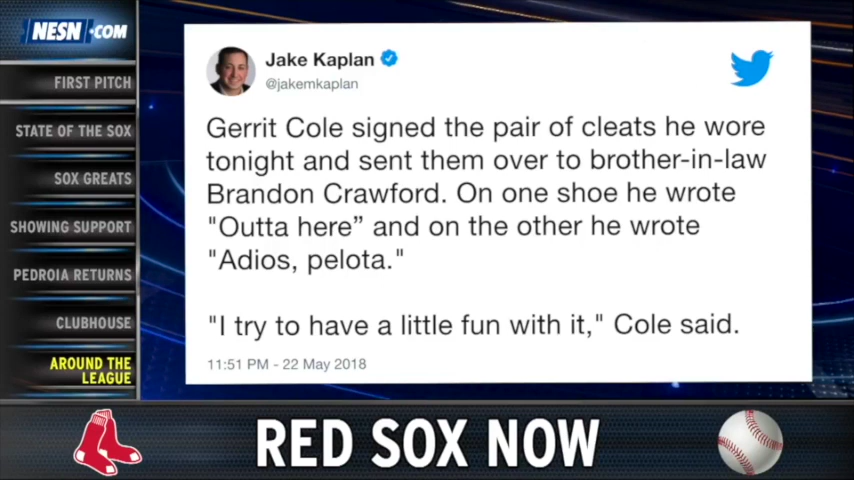 NESN.COM
FIRST PITCH
STATE OF THE SOX
SOX GREATS
SHOWING SUPPORT
PEDROIA RETURNS
CLUBHOUSE
AROUND THE
LEAGUE
Jake Kaplan
@jakemkaplan
Gerrit Cole signed the pair of cleats he wore
tonight and sent them over to brother-in-law
Brandon Crawford. On one shoe he wrote
"Outta here” and on the other he wrote
"Adios, pelota."
"I try to have a little fun with it," Cole said.
11:51 PM - 22 May 2018
RED SOX NOW